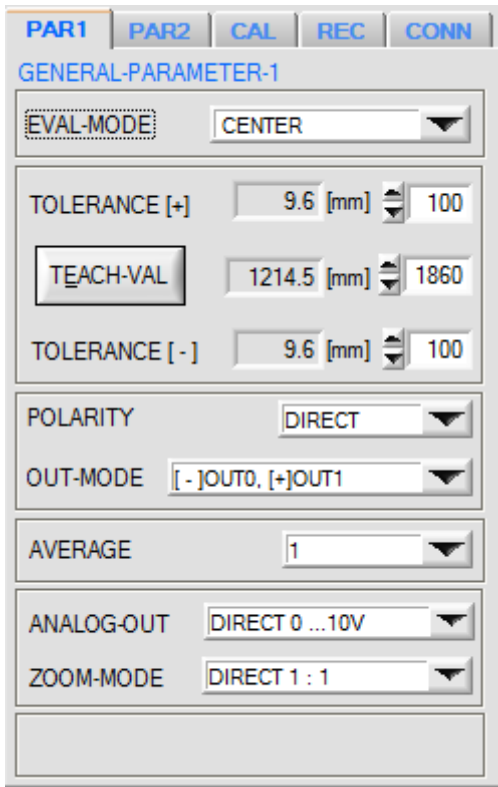 PAR1 PAR2 CAL REC CONN
GENERAL-PARAMETER-1
EVAL-MODE CENTER
TOLERANCE [+] 9.6 [mm] 100
TEACH-VAL 1214.5 [mm] 1860
TOLERANCE [ - ] 9.6 [mm] 100
POLARITY DIRECT
OUT-MODE [ - ]OUT0, [+]OUT1
AVERAGE 1
ANALOG-OUT DIRECT 0 ...10V
ZOOM-MODE DIRECT 1 : 1